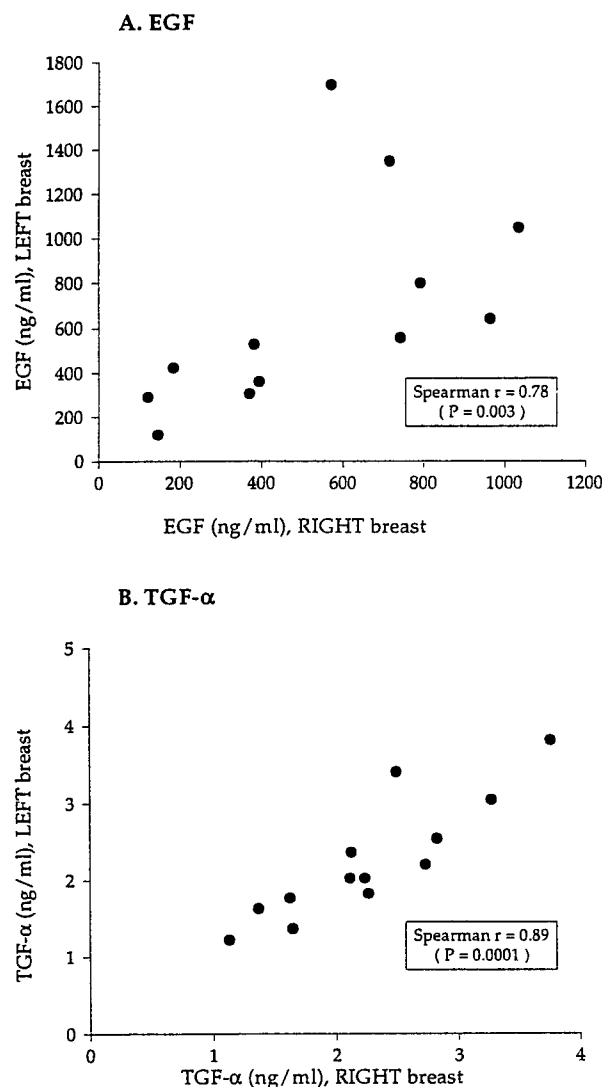 A. EGF
1800
1600
1400
1200
1000
800
600
400
200
0
EGF (ng/ml), LEFT breast
0 200 400 600 800 1000 1200
Spearman r = 0.78
( P = 0.003 )
EGF (ng/ml), RIGHT breast
B. TGF-α
5
4
3
2
1
0
TGF-α (ng/ml), LEFT breast
0 1 2 3 4
Spearman r = 0.89
( P = 0.0001 )
TGF-α (ng/ml), RIGHT breast